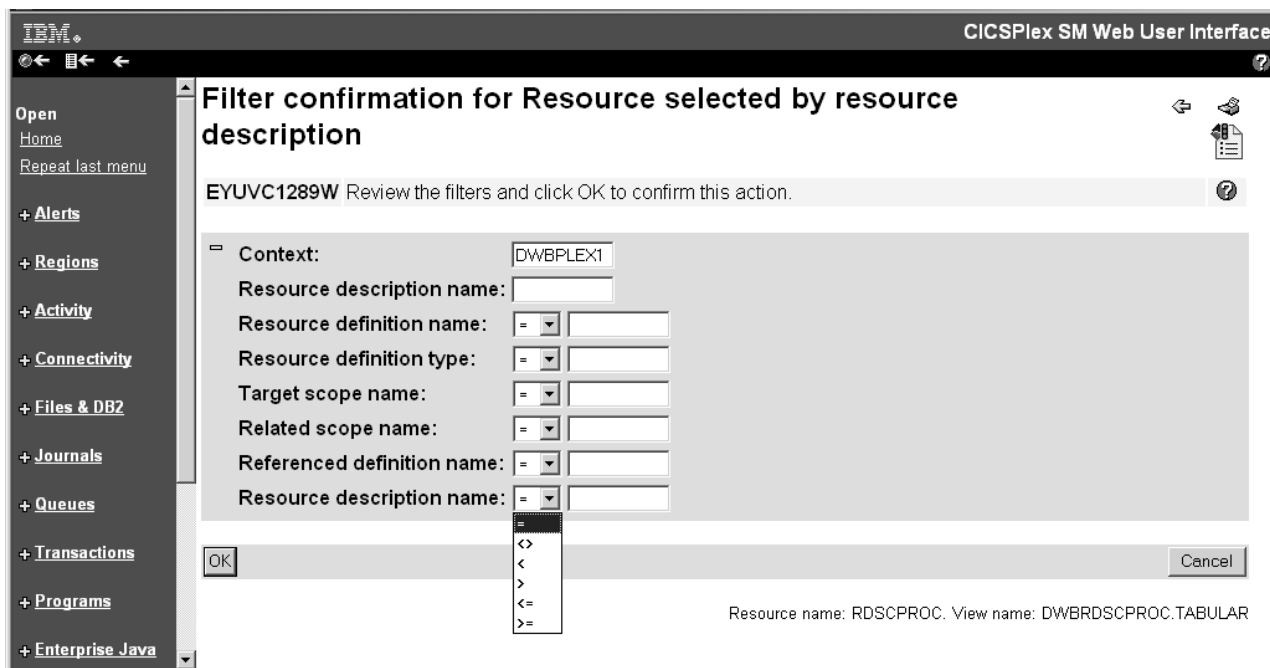 IBM.
CICSPlex SM Web User Interface
Open
Home
Repeat last menu
+ Alerts
+ Regions
+ Activity
+ Connectivity
+ Files & DB2
+ Journals
+ Queues
+ Transactions
+ Programs
+ Enterprise Java
Filter confirmation for Resource selected by resource
description
EYUVC1289W Review the filters and click OK to confirm this action.
Context: DWBPLEX1
Resource description name:
Resource definition name: =
Resource definition type: =
Target scope name: =
Related scope name: =
Referenced definition name: =
Resource description name: =
=
<>
<
>
<=
>=
OK
Cancel
Resource name: RDSCPROC. View name: DWBRDSCPROC.TABULAR